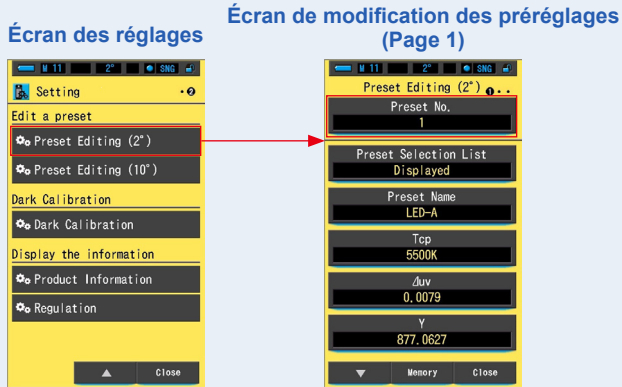 Écran des réglages
M 11 2° SNG
Setting
Edit a preset
Preset Editing (2°)
Preset Editing (10°)
Dark Calibration
Dark Calibration
Display the information
Product Information
Regulation
▲ Close
Écran de modification des préréglages
(Page 1)
M 11 2° SNG
Preset Editing (2°) ❶··
Preset No.
1
Preset Selection List
Displayed
Preset Name
LED-A
Tcp
5500K
⊿uv
0.0079
Y
877.0627
▼ Memory Close